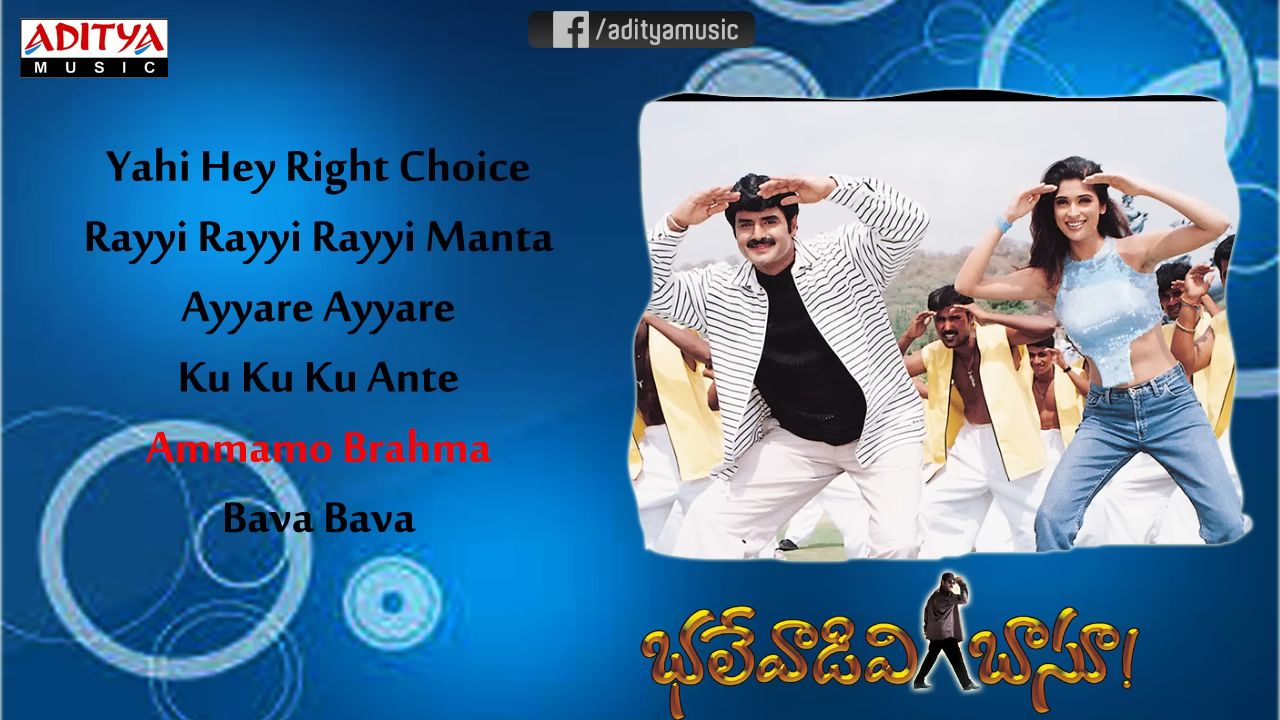 ADITYA
MUSIC
/adityamusic
Yahi Hey Right Choice
Rayyi Rayyi Rayyi Manta
Ayyare Ayyare
Ku Ku Ku Ante
Ammamo Brahma
Bava Bava
భలేవాడివి బాసూ!